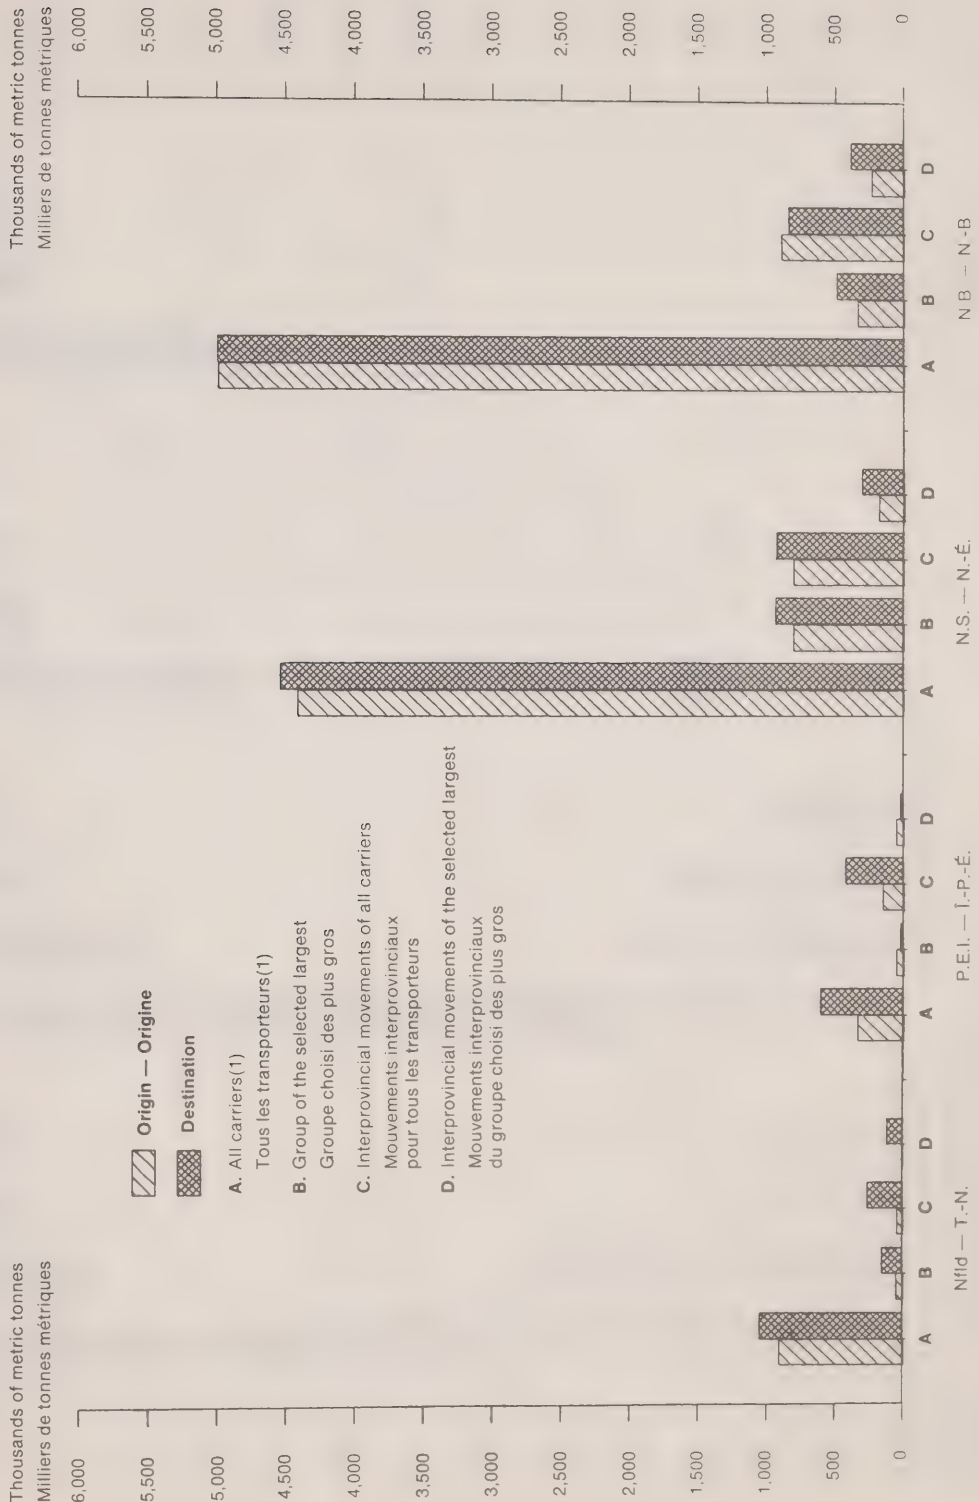 Thousands of metric tonnes
Milliers de tonnes métriques
6,000
5,500
5,000
4,500
4,000
3,500
3,000
2,500
2,000
1,500
1,000
500
0
Thousands of metric tonnes
Milliers de tonnes métriques
6,000
5,500
5,000
4,500
4,000
3,500
3,000
2,500
2,000
1,500
1,000
500
0
Origin — Origine
Destination
A. All carriers(1)
Tous les transporteurs(1)
B. Group of the selected largest
Groupe choisi des plus gros
C. Interprovincial movements of all carriers
Mouvements interprovinciaux
pour tous les transporteurs
D. Interprovincial movements of the selected largest
Mouvements interprovinciaux
du groupe choisi des plus gros
A B C D
Nfld — T.-N.
A B C D
P.E.I. — Î.-P.-É.
A B C D
N.S. — N.-É.
A B C D
N B — N -B